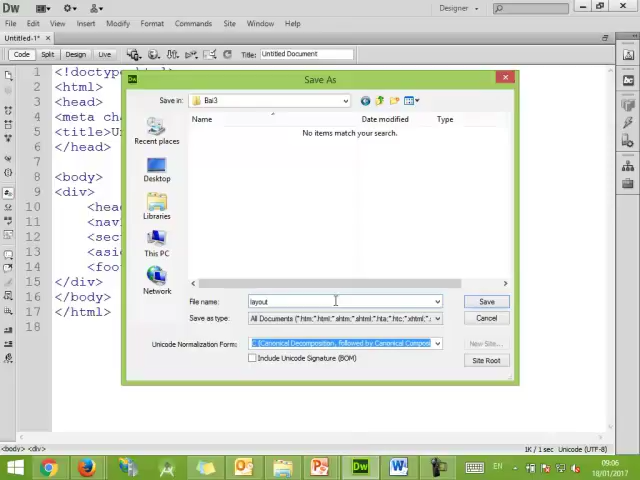 Dw
Designer
File Edit View Insert Modify Format Commands Site Window Help
Untitled-1*
Code Split Design Live Title: Untitled Document
1 <!doctype
2 <html>
3 <head>
4 <meta cha
5 <title>U
6 </head>
7
8 <body>
9 <div>
10 <head
11 <nav
12 <sec
13 <asi
14 <foo
15 </div>
16 </body>
17 </html>
18
Dw Save As
Save in: Bai3
Name Date modified Type
No items match your search.
Recent places
Desktop
Libraries
This PC
Network
File name: layout Save
Save as type: All Documents (*.htm;*.html;*.shtm;*.shtml;*.hta;*.htc;*.xhtml;*. Cancel
Unicode Normalization Form: C (Canonical Decomposition, followed by Canonical Compos New Site...
Include Unicode Signature (BOM) Site Root
<body> <div> 1K / 1 sec Unicode (UTF-8)
EN 09:06
18/01/2017